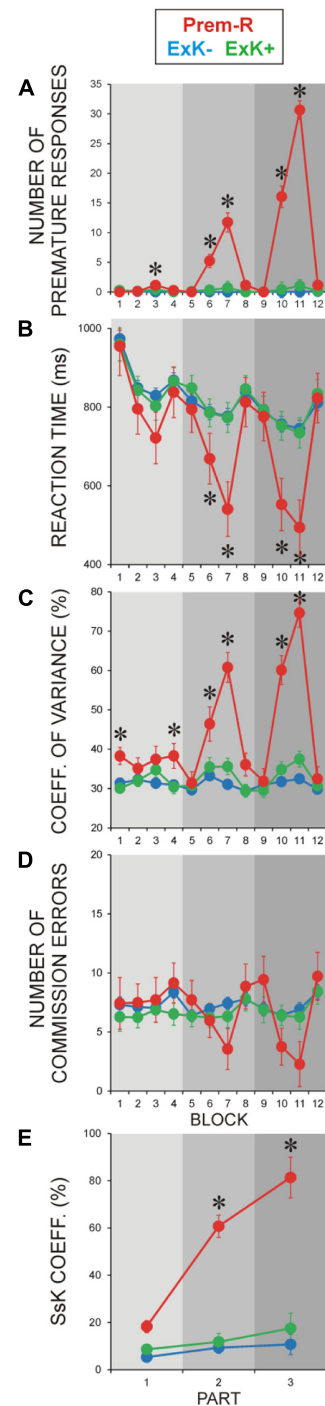 Prem-R
ExK- ExK+
A
NUMBER OF
PREMATURE RESPONSES
35
30
25
20
15
10
5
0
1 2 3 4 5 6 7 8 9 10 11 12
* * * * *
B
REACTION TIME (ms)
1000
800
600
400
1 2 3 4 5 6 7 8 9 10 11 12
* * * *
C
COEFF. OF VARIANCE (%)
80
70
60
50
40
30
20
1 2 3 4 5 6 7 8 9 10 11 12
* * * * * *
D
NUMBER OF
COMMISSION ERRORS
20
15
10
5
0
1 2 3 4 5 6 7 8 9 10 11 12
BLOCK
E
SsK COEFF. (%)
100
80
60
40
20
0
1 2 3
* *
PART